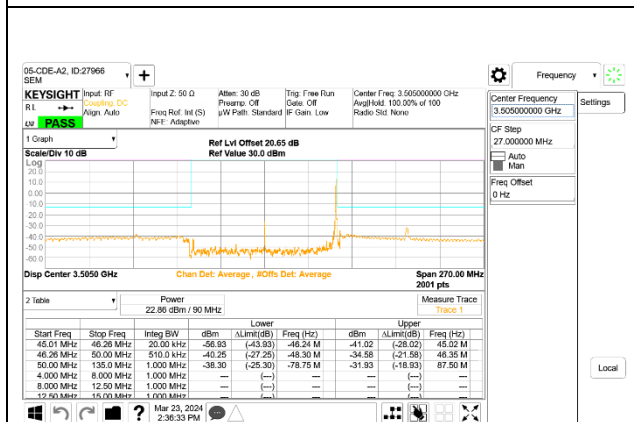 05-CDE-A2, ID:27966
SEM
Frequency
KEYSIGHT
Input: RF
Coupling: DC
Align: Auto
Input Z: 50 Ω
Freq Ref: Int (S)
NFE: Adaptive
Atten: 30 dB
Preamp: Off
µW Path: Standard
Trig: Free Run
Gate: Off
IF Gain: Low
Center Freq: 3.505000000 GHz
Avg|Hold: 100.00% of 100
Radio Std: None
RL
PASS
Center Frequency
3.505000000 GHz
Settings
CF Step
27.000000 MHz
Auto
Man
Freq Offset
0 Hz
1 Graph
Scale/Div 10 dB
Ref Lvl Offset 20.65 dB
Ref Value 30.0 dBm
Log
20.0
10.0
0.00
-10.0
-20.0
-30.0
-40.0
-50.0
-60.0
Disp Center 3.5050 GHz
Chan Det: Average , #Offs Det: Average
Span 270.00 MHz
2001 pts
2 Table
Power
22.86 dBm / 90 MHz
Measure Trace
Trace 1
Lower Upper
Start Freq Stop Freq Integ BW dBm ΔLimit(dB) Freq (Hz) dBm ΔLimit(dB) Freq (Hz)
45.01 MHz 46.26 MHz 20.00 kHz -56.93 (-43.93) -46.24 M -41.02 (-28.02) 45.02 M
46.26 MHz 50.00 MHz 510.0 kHz -40.25 (-27.25) -48.30 M -34.58 (-21.58) 46.35 M
50.00 MHz 135.0 MHz 1.000 MHz -38.30 (-25.30) -78.75 M -31.93 (-18.93) 87.50 M
4.000 MHz 8.000 MHz 1.000 MHz --- (---) --- --- (---) ---
8.000 MHz 12.50 MHz 1.000 MHz --- (---) --- --- (---) ---
12.50 MHz 15.00 MHz 1.000 MHz --- (---) --- --- (---) ---
Local
?
Mar 23, 2024
2:36:33 PM